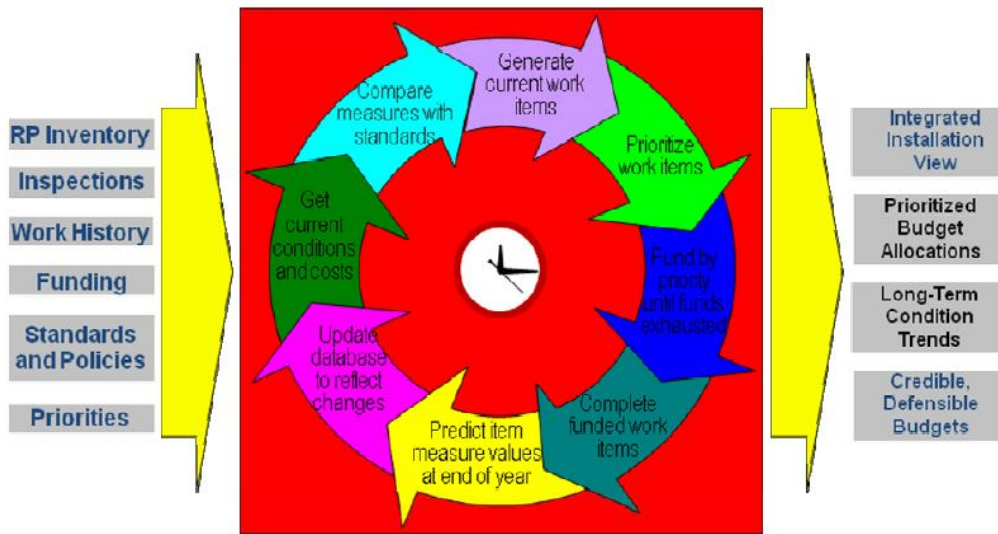 RP Inventory
Inspections
Work History
Funding
Standards
and Policies
Priorities
Compare
measures with
standards
Generate
current work
items
Prioritize
work items
Fund by
priority
until funds
exhausted
Complete
funded work
items
Predict item
measure values
at end of year
Update
database
to reflect
changes
Get
current
conditions
and costs
Integrated
Installation
View
Prioritized
Budget
Allocations
Long-Term
Condition
Trends
Credible,
Defensible
Budgets